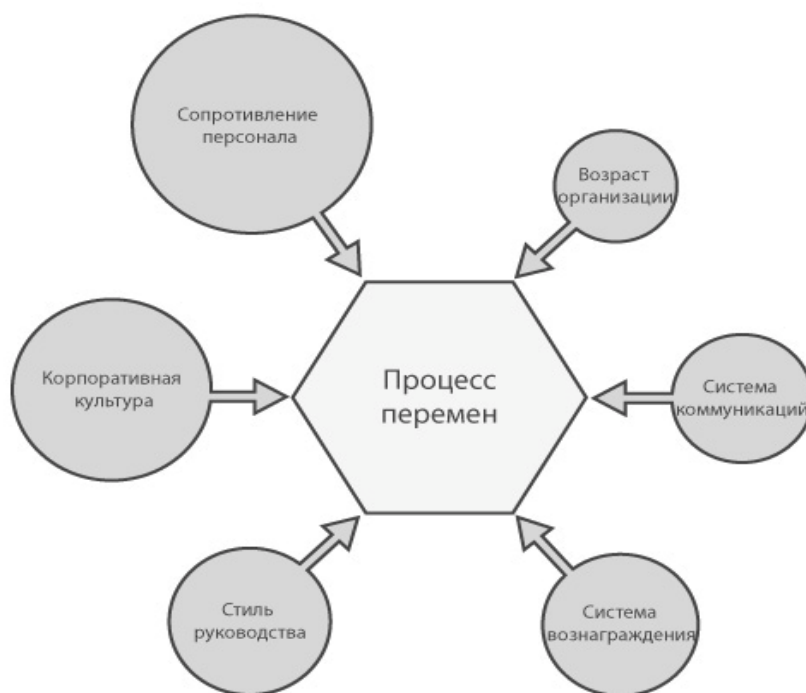 Сопротивление
персонала
Возраст
организации
Корпоративная
культура
Процесс
перемен
Система
коммуникаций
Стиль
руководства
Система
вознаграждения